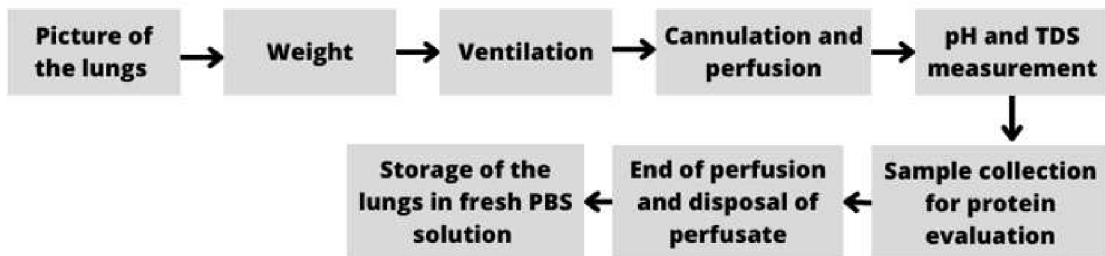 Picture of
the lungs
Weight
Ventilation
Cannulation and
perfusion
pH and TDS
measurement
Sample collection
for protein
evaluation
End of perfusion
and disposal of
perfusate
Storage of the
lungs in fresh PBS
solution